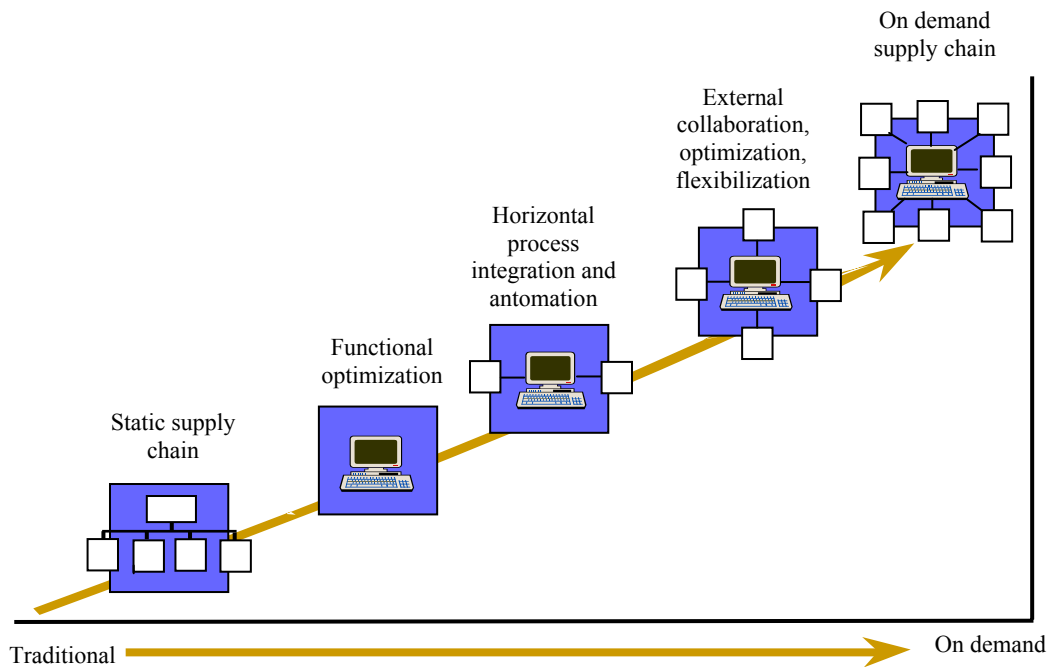 On demand
supply chain
External
collaboration,
optimization,
flexibilization
Horizontal
process
integration and
antomation
Functional
optimization
Static supply
chain
Traditional
On demand